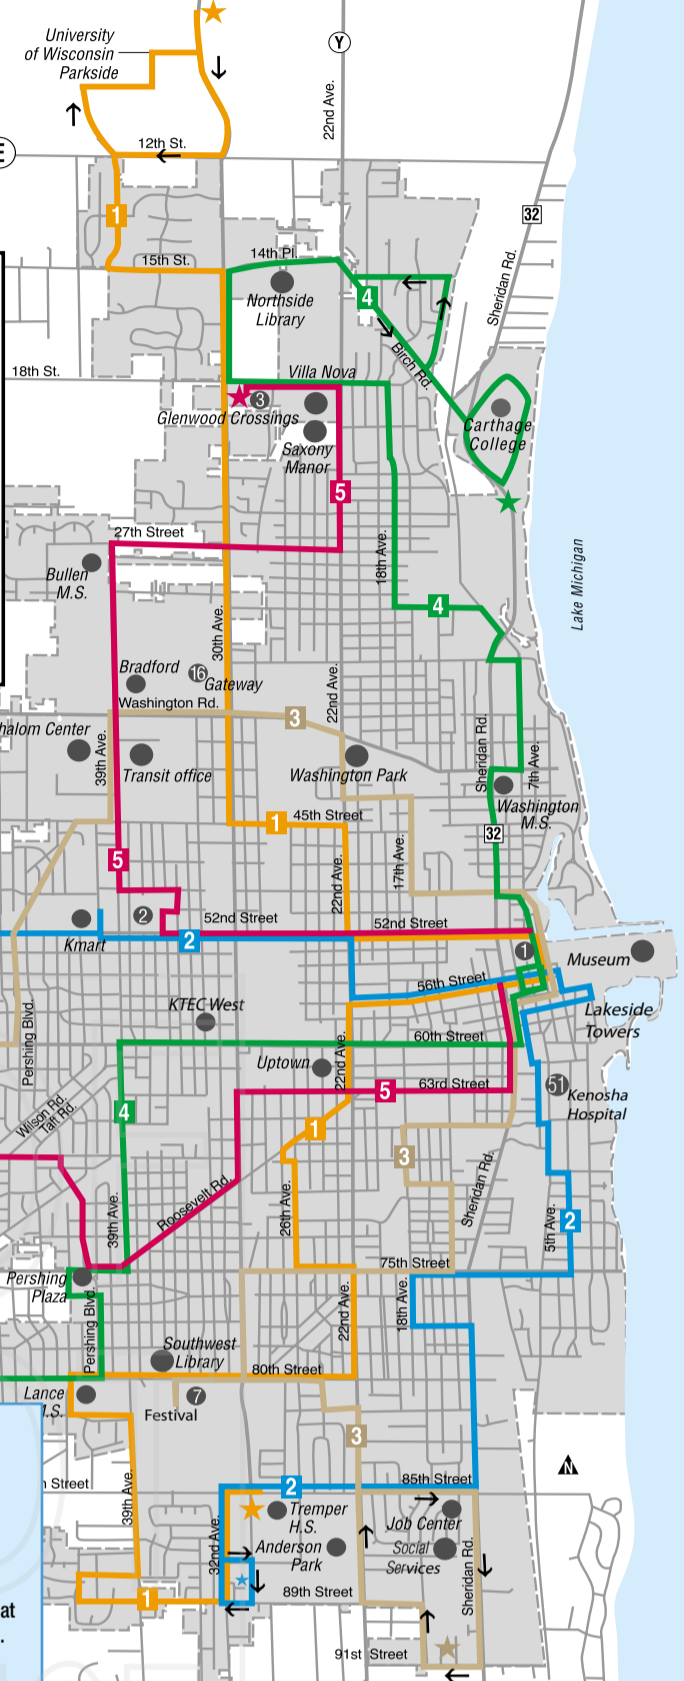 University
of Wisconsin
Parkside
Y
22nd Ave.
E
12th St.
1
32
15th St.
14th Pl.
Sheridan Rd.
Northside
Library
4
Birch Rd.
18th St.
Villa Nova
3
Glenwood Crossings
Carthage
College
Saxony
Manor
5
27th Street
18th Ave.
Bullen
M.S.
Lake Michigan
4
30th Ave.
Bradford
16
Gateway
Washington Rd.
22nd Ave.
3
halom Center
39th Ave.
Transit office
Washington Park
Sheridan Rd.
7th Ave.
Washington
M.S.
45th Street
1
32
17th Ave.
5
22nd Ave.
2
52nd Street
52nd Street
Kmart
2
1
Museum
56th Street
KTEC-West
Lakeside
Towers
Pershing Blvd.
60th Street
Uptown
22nd Ave.
63rd Street
5
51
Kenosha
Hospital
Wilson Rd.
Taft Rd.
4
1
3
Roosevelt Rd.
39th Ave.
26th Ave.
Sheridan Rd.
5th Ave.
2
75th Street
Pershing
Plaza
Pershing Blvd.
22nd Ave.
18th Ave.
Southwest
Library
80th Street
Lance
M.S.
7
Festival
3
N
h Street
39th Ave.
2
85th Street
Tremper
H.S.
Job Center
32nd Ave.
Anderson
Park
Social
Services
Sheridan Rd.
89th Street
1
at
.
91st Street